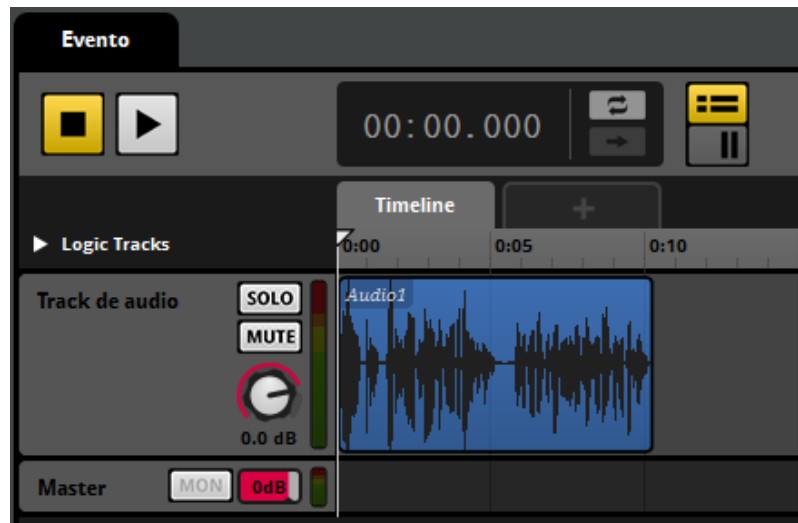 Evento
00:00.000
Timeline
+
Logic Tracks
0:00 0:05 0:10
Track de audio
SOLO
Audio1
MUTE
0.0 dB
Master MON 0dB